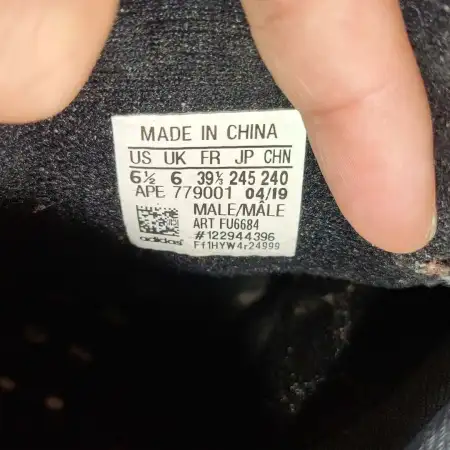 MADE IN CHINA
US UK FR JP CHN
6½ 6 39⅓ 245 240
APE 779001 04/19
MALE/MÂLE
ART FU6684
#122944396
adidas Ff1HYW4r24999